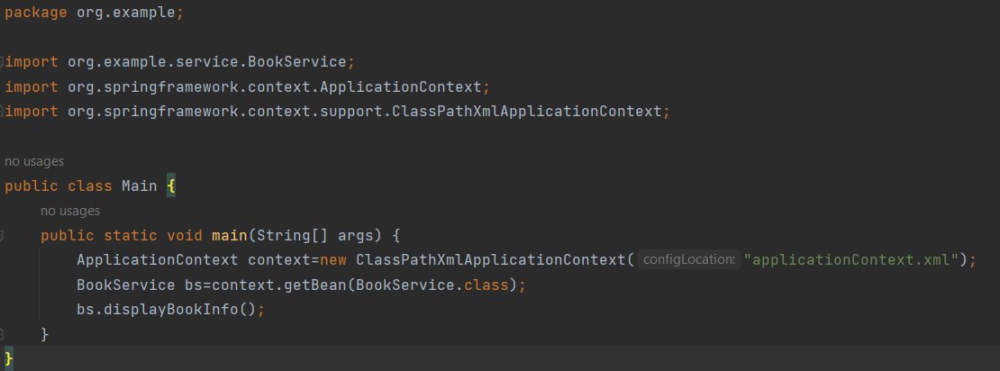 package org.example;
import org.example.service.BookService;
import org.springframework.context.ApplicationContext;
import org.springframework.context.support.ClassPathXmlApplicationContext;
no usages
public class Main {
no usages
public static void main(String[] args) {
ApplicationContext context=new ClassPathXmlApplicationContext( configLocation: "applicationContext.xml");
BookService bs=context.getBean(BookService.class);
bs.displayBookInfo();
}
}